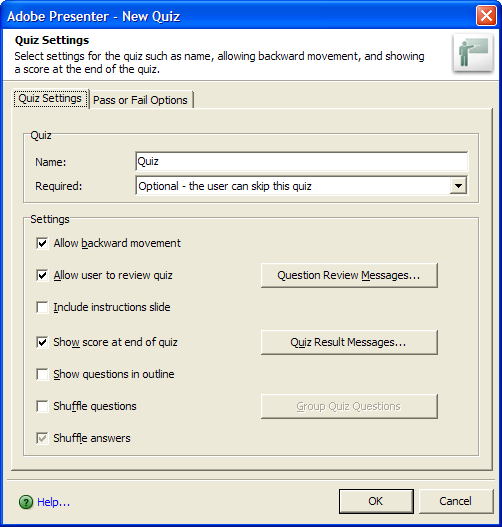 Adobe Presenter - New Quiz
Quiz Settings
Select settings for the quiz such as name, allowing backward movement, and showing
a score at the end of the quiz.
Quiz Settings
Pass or Fail Options
Quiz
Name:
Quiz
Required:
Optional - the user can skip this quiz
Settings
Allow backward movement
Allow user to review quiz
Question Review Messages...
Include instructions slide
Show score at end of quiz
Quiz Result Messages...
Show questions in outline
Shuffle questions
Group Quiz Questions
Shuffle answers
Help...
OK
Cancel